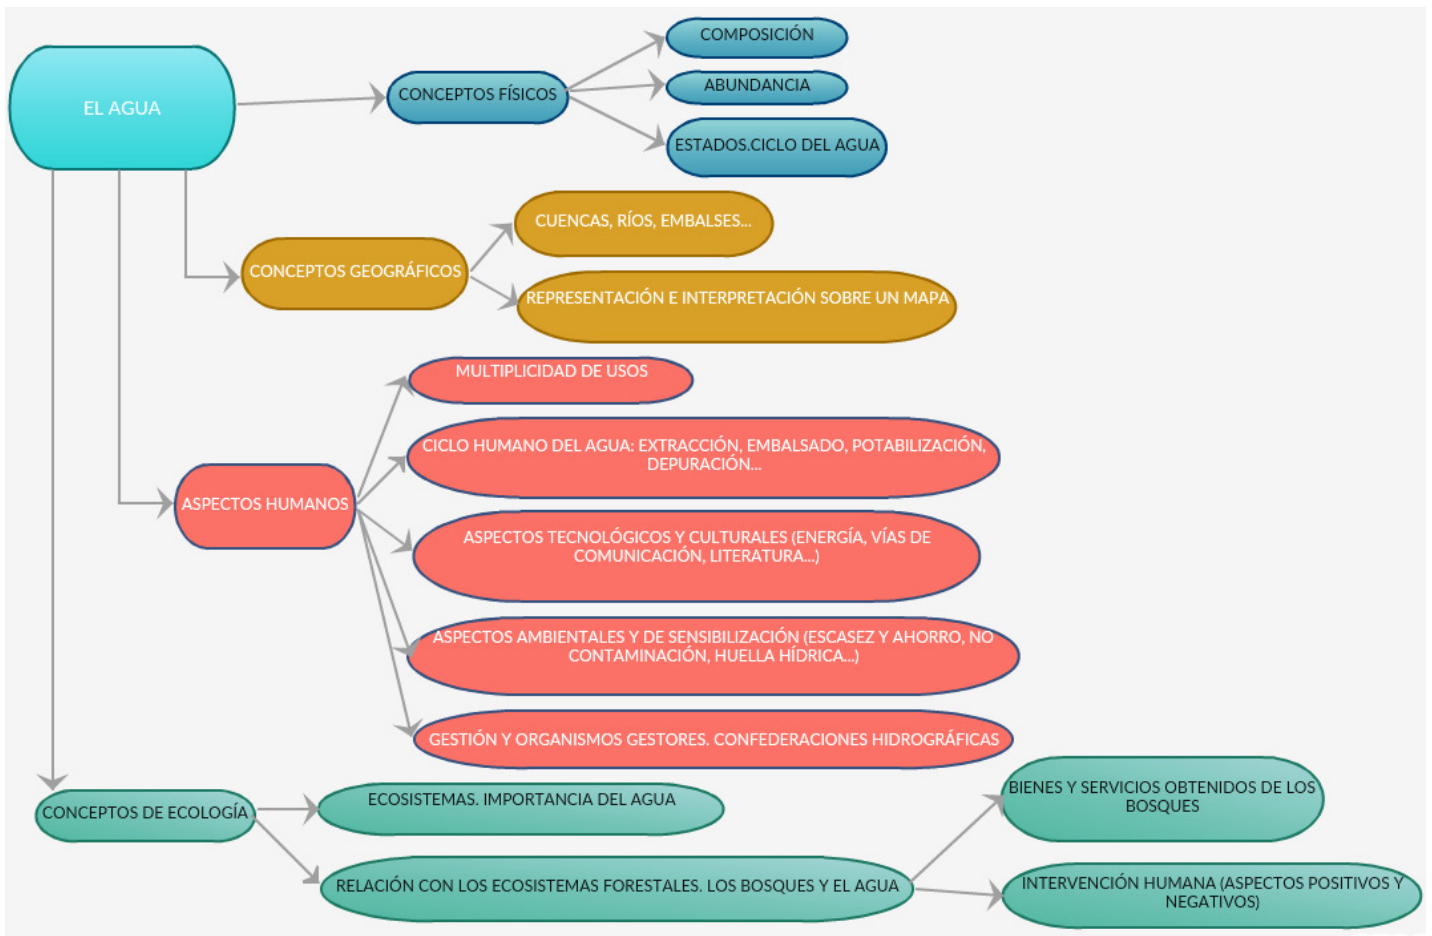 EL AGUA
CONCEPTOS FÍSICOS
COMPOSICIÓN
ABUNDANCIA
ESTADOS.CICLO DEL AGUA
CONCEPTOS GEOGRÁFICOS
CUENCAS, RÍOS, EMBALSES...
REPRESENTACIÓN E INTERPRETACIÓN SOBRE UN MAPA
ASPECTOS HUMANOS
MULTIPLICIDAD DE USOS
CICLO HUMANO DEL AGUA: EXTRACCIÓN, EMBALSADO, POTABILIZACIÓN,
DEPURACIÓN...
ASPECTOS TECNOLÓGICOS Y CULTURALES (ENERGÍA, VÍAS DE
COMUNICACIÓN, LITERATURA...)
ASPECTOS AMBIENTALES Y DE SENSIBILIZACIÓN (ESCASEZ Y AHORRO, NO
CONTAMINACIÓN, HUELLA HÍDRICA...)
GESTIÓN Y ORGANISMOS GESTORES. CONFEDERACIONES HIDROGRÁFICAS
CONCEPTOS DE ECOLOGÍA
ECOSISTEMAS. IMPORTANCIA DEL AGUA
RELACIÓN CON LOS ECOSISTEMAS FORESTALES. LOS BOSQUES Y EL AGUA
BIENES Y SERVICIOS OBTENIDOS DE LOS
BOSQUES
INTERVENCIÓN HUMANA (ASPECTOS POSITIVOS Y
NEGATIVOS)